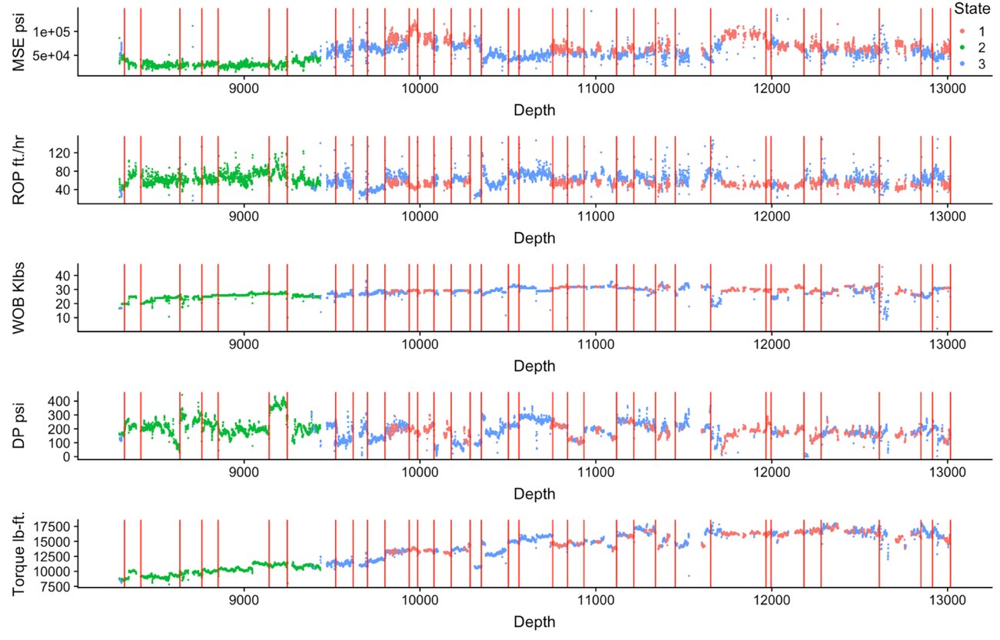 State
1
2
3
MSE psi
1e+05
5e+04
9000 10000 11000 12000 13000
Depth
ROP ft./hr
120
80
40
9000 10000 11000 12000 13000
Depth
WOB Klbs
40
30
20
10
9000 10000 11000 12000 13000
Depth
DP psi
400
300
200
100
0
9000 10000 11000 12000 13000
Depth
Torque lb-ft.
17500
15000
12500
10000
7500
9000 10000 11000 12000 13000
Depth